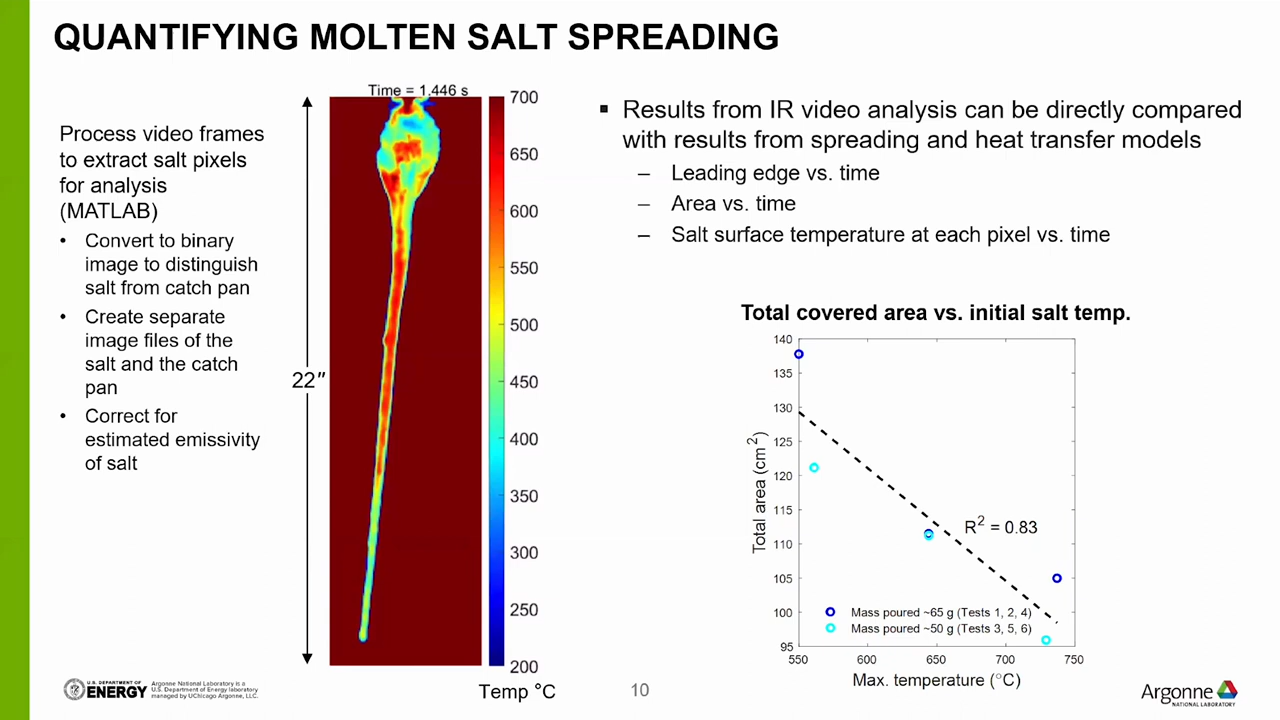 QUANTIFYING MOLTEN SALT SPREADING
Process video frames
to extract salt pixels
for analysis
(MATLAB)
• Convert to binary
image to distinguish
salt from catch pan
• Create separate
image files of the
salt and the catch
pan
• Correct for
estimated emissivity
of salt
22"
Time = 1.446 s
700
650
600
550
500
450
400
350
300
250
200
Temp °C
▪ Results from IR video analysis can be directly compared
with results from spreading and heat transfer models
– Leading edge vs. time
– Area vs. time
– Salt surface temperature at each pixel vs. time
Total covered area vs. initial salt temp.
140
135
130
125
120
115
110
105
100
95
Total area (cm²)
R² = 0.83
Mass poured ~65 g (Tests 1, 2, 4)
Mass poured ~50 g (Tests 3, 5, 6)
550 600 650 700 750
Max. temperature (°C)
U.S. DEPARTMENT OF
ENERGY
Argonne National Laboratory is a
U.S. Department of Energy laboratory
managed by UChicago Argonne, LLC.
10
Argonne
NATIONAL LABORATORY